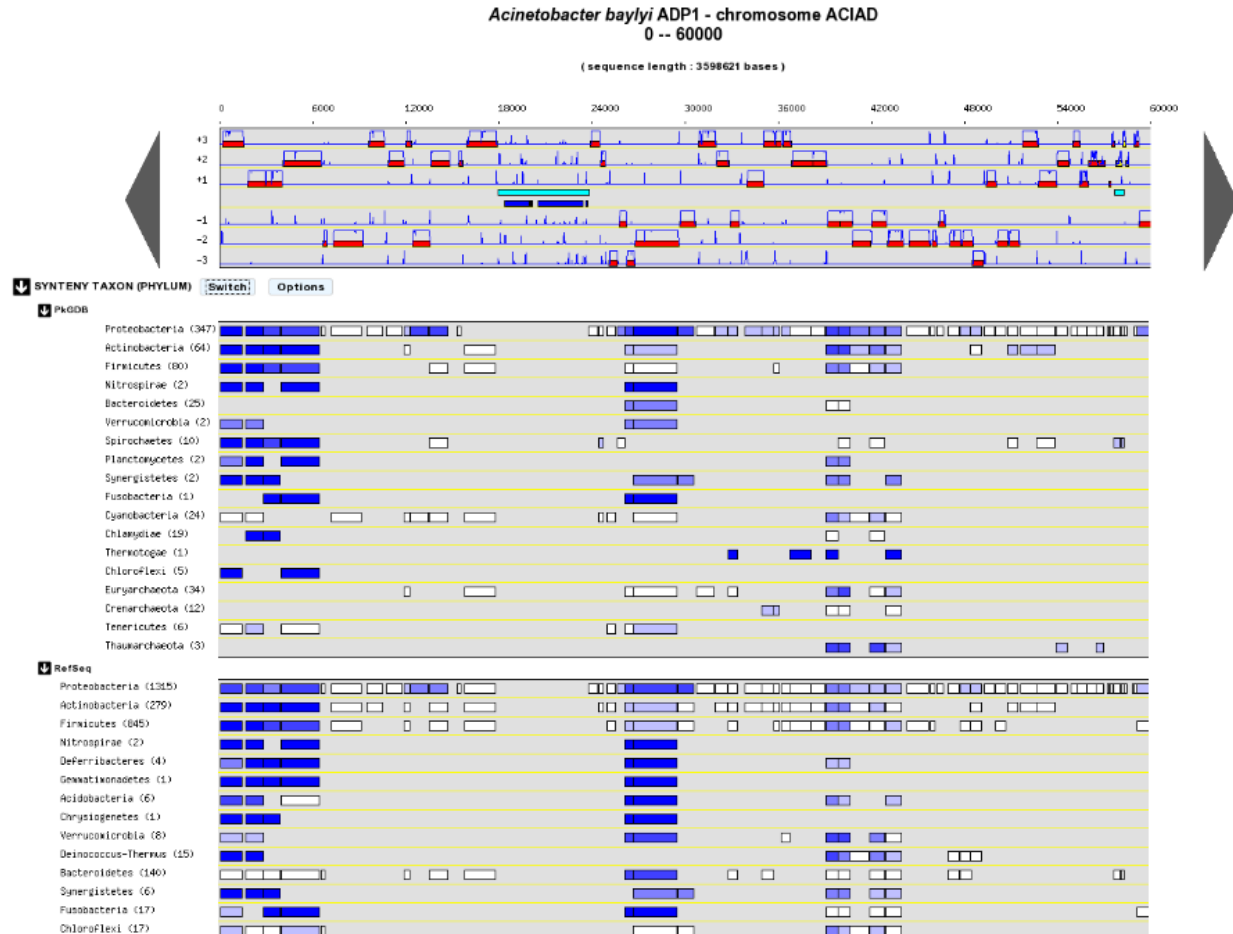 Acinetobacter baylyi ADP1 - chromosome ACIAD
0 -- 60000
( sequence length : 3598621 bases )
0 6000 12000 18000 24000 30000 36000 42000 48000 54000 60000
+3
+2
+1
-1
-2
-3
SYNTENY TAXON (PHYLUM) Switch Options
PkGDB
Proteobacteria (347)
Actinobacteria (64)
Firmicutes (80)
Nitrospirae (2)
Bacteroidetes (25)
Verrucomicrobia (2)
Spirochaetes (10)
Planctomycetes (2)
Synergistetes (2)
Fusobacteria (1)
Cyanobacteria (24)
Chlamydiae (19)
Thermotogae (1)
Chloroflexi (5)
Euryarchaeota (34)
Crenarchaeota (12)
Tenericutes (6)
Thaumarchaeota (3)
RefSeq
Proteobacteria (1315)
Actinobacteria (279)
Firmicutes (845)
Nitrospirae (2)
Deferribacteres (4)
Gemmatimonadetes (1)
Acidobacteria (6)
Chrysiogenetes (1)
Verrucomicrobia (8)
Deinococcus-Thermus (15)
Bacteroidetes (140)
Synergistetes (6)
Fusobacteria (17)
Chloroflexi (17)